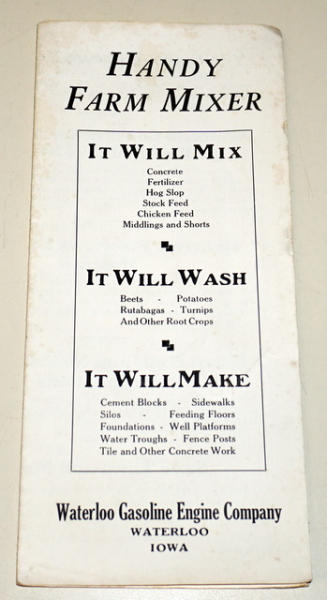 HANDY
FARM MIXER
IT WILL MIX
Concrete
Fertilizer
Hog Slop
Stock Feed
Chicken Feed
Middlings and Shorts
IT WILL WASH
Beets - Potatoes
Rutabagas - Turnips
And Other Root Crops
IT WILL MAKE
Cement Blocks - Sidewalks
Silos - Feeding Floors
Foundations - Well Platforms
Water Troughs - Fence Posts
Tile and Other Concrete Work
Waterloo Gasoline Engine Company
WATERLOO
IOWA